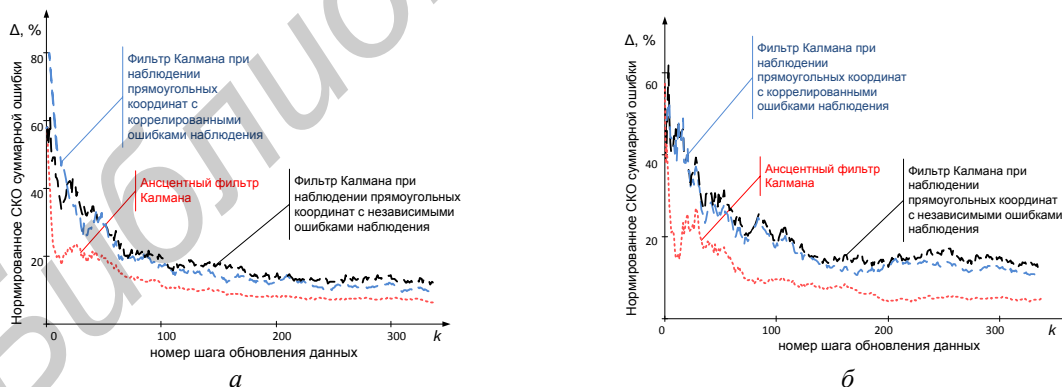 Δ, %
Нормированное СКО суммарной ошибки
80
60
40
20
0
100
200
300
k
номер шага обновления данных
Фильтр Калмана при
наблюдении
прямоугольных
координат с
коррелированными
ошибками наблюдения
Ансцентный фильтр
Калмана
Фильтр Калмана при
наблюдении прямоугольных
координат с независимыми
ошибками наблюдения
а
Δ, %
Нормированное СКО суммарной ошибки
60
40
20
0
100
200
300
k
номер шага обновления данных
Фильтр Калмана при
наблюдении
прямоугольных координат
с коррелированными
ошибками наблюдения
Ансцентный фильтр
Калмана
Фильтр Калмана при
наблюдении
прямоугольных координат
с независимыми ошибками
наблюдения
б